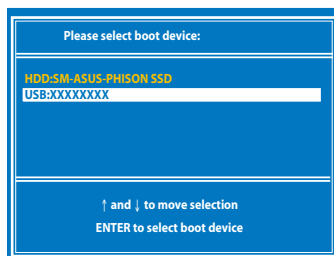 Please select boot device:
HDD:SM-ASUS-PHISON SSD
USB:XXXXXXXX
↑ and ↓ to move selection
ENTER to select boot device